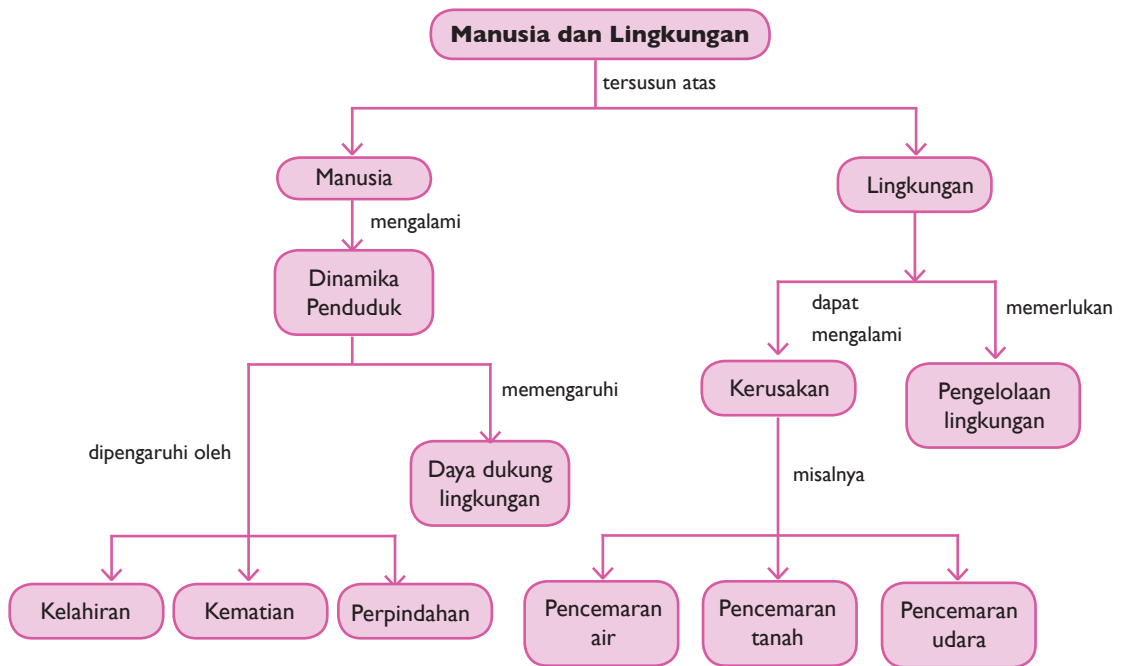 Manusia dan Lingkungan
tersusun atas
Manusia
Lingkungan
mengalami
Dinamika
Penduduk
dapat
mengalami
memerlukan
Kerusakan
Pengelolaan
lingkungan
memengaruhi
dipengaruhi oleh
Daya dukung
lingkungan
misalnya
Kelahiran
Kematian
Perpindahan
Pencemaran
air
Pencemaran
tanah
Pencemaran
udara